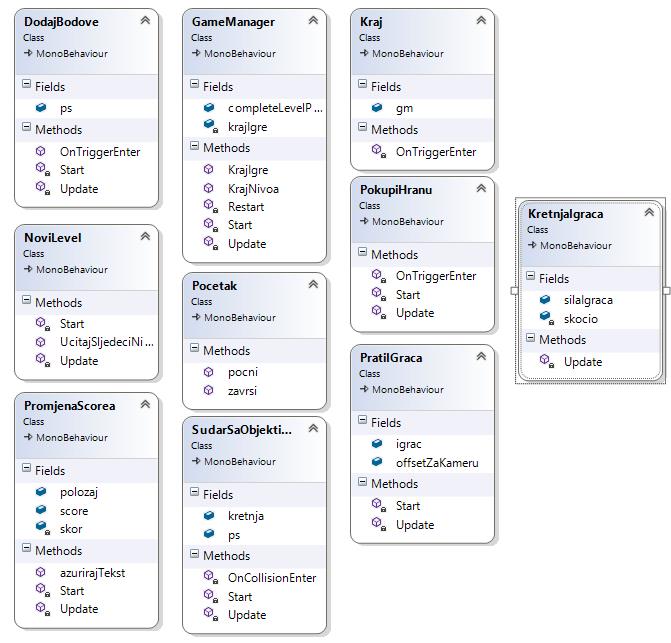 DodajBodove
Class
MonoBehaviour
Fields
ps
Methods
OnTriggerEnter
Start
Update
NoviLevel
Class
MonoBehaviour
Methods
Start
UcitajSljedeciNi...
Update
PromjenaScorea
Class
MonoBehaviour
Fields
polozaj
score
skor
Methods
azurirajTekst
Start
Update
GameManager
Class
MonoBehaviour
Fields
completeLevelP...
krajIgre
Methods
KrajIgre
KrajNivoa
Restart
Start
Update
Pocetak
Class
MonoBehaviour
Methods
pocni
zavrsi
SudarSaObjekti...
Class
MonoBehaviour
Fields
kretnja
ps
Methods
OnCollisionEnter
Start
Update
Kraj
Class
MonoBehaviour
Fields
gm
Methods
OnTriggerEnter
PokupiHranu
Class
MonoBehaviour
Methods
OnTriggerEnter
Start
Update
PratiIGraca
Class
MonoBehaviour
Fields
igrac
offsetZaKameru
Methods
Start
Update
KretnjaIgraca
Class
MonoBehaviour
Fields
silaIgraca
skocio
Methods
Update